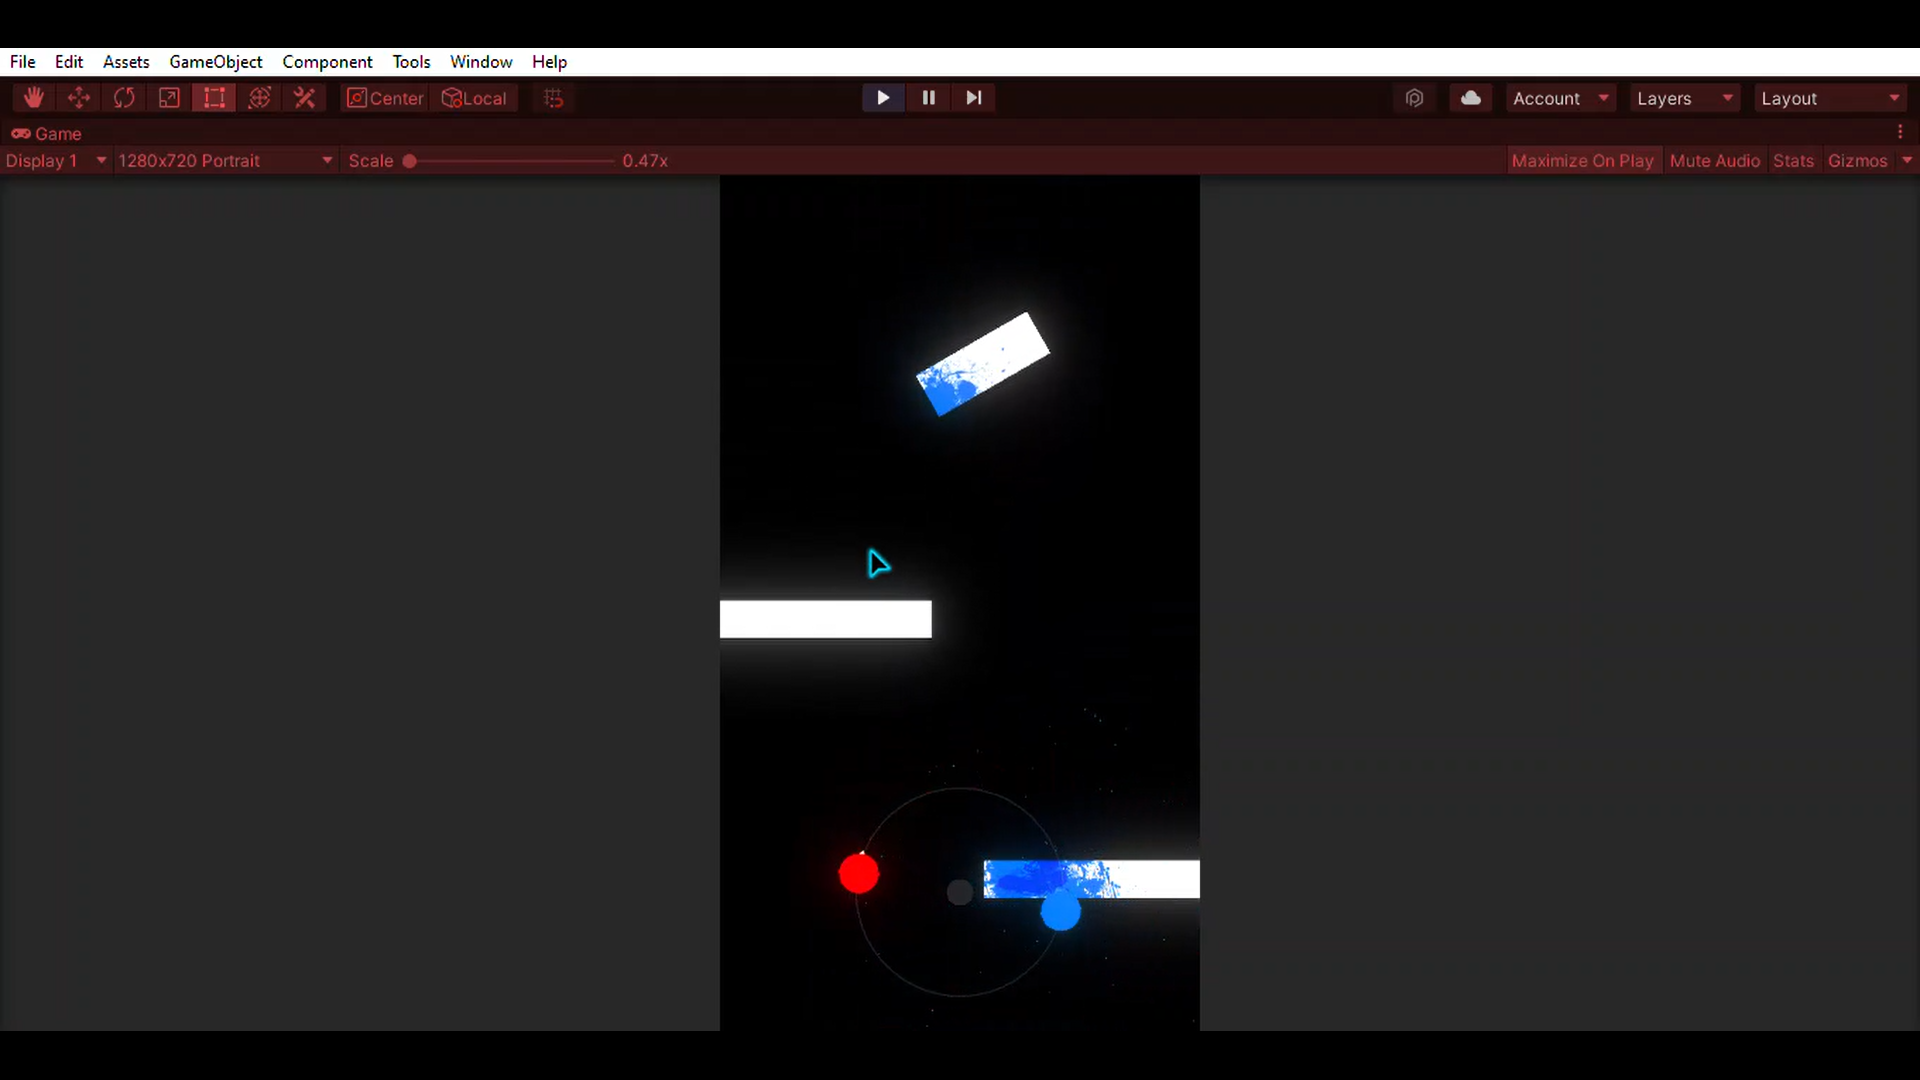 File Edit Assets GameObject Component Tools Window Help
Center Local Account Layers Layout
Game
Display 1 1280x720 Portrait Scale 0.47x Maximize On Play Mute Audio Stats Gizmos